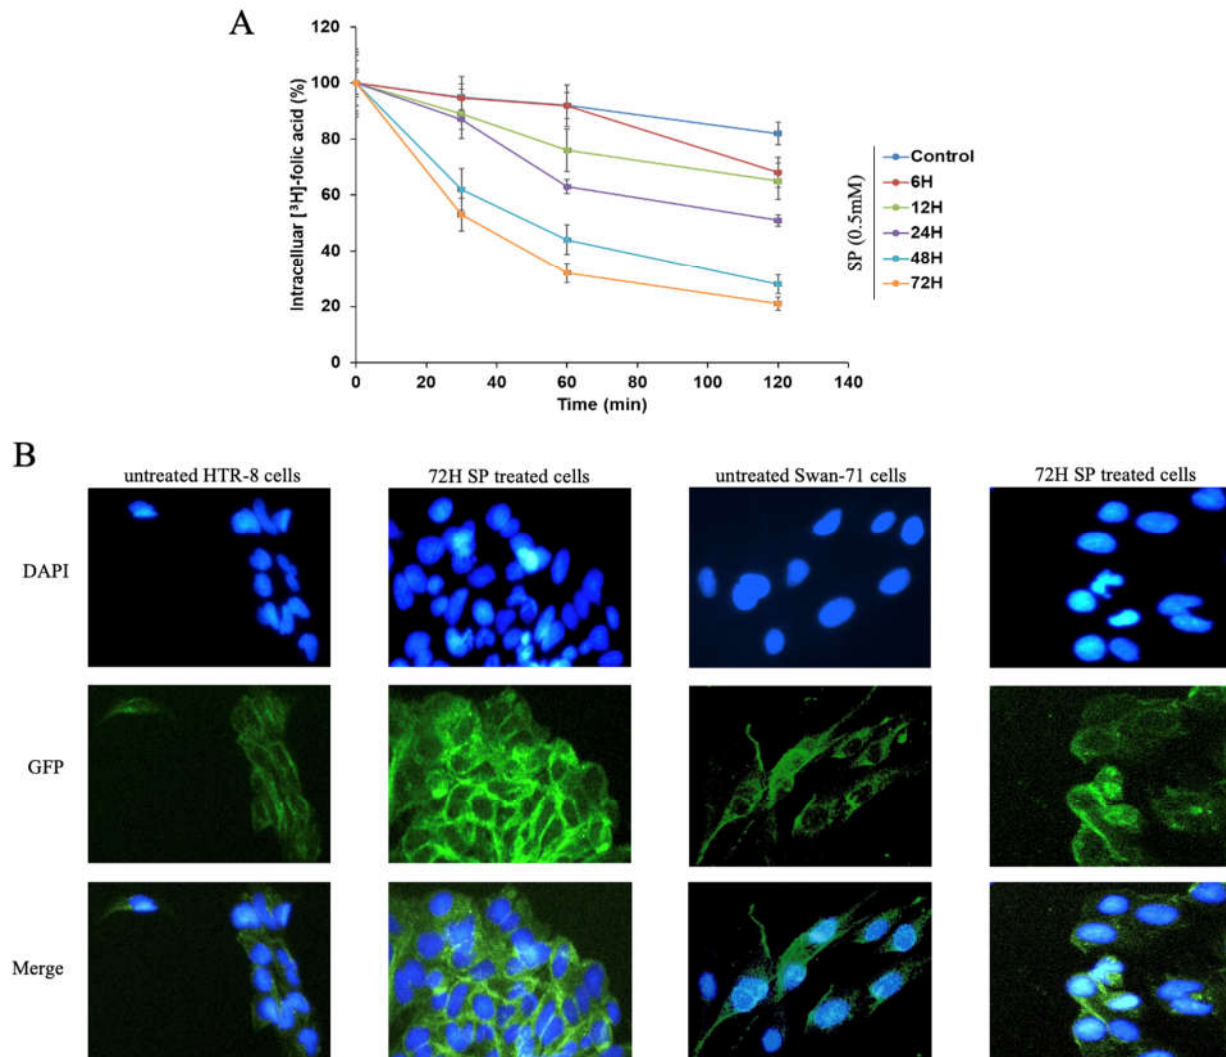 A
120
100
80
60
40
20
0
Intracelluar [³H]-folic acid (%)
0 20 40 60 80 100 120 140
Time (min)
SP (0.5mM)
Control
6H
12H
24H
48H
72H
B
untreated HTR-8 cells 72H SP treated cells untreated Swan-71 cells 72H SP treated cells
DAPI
GFP
Merge